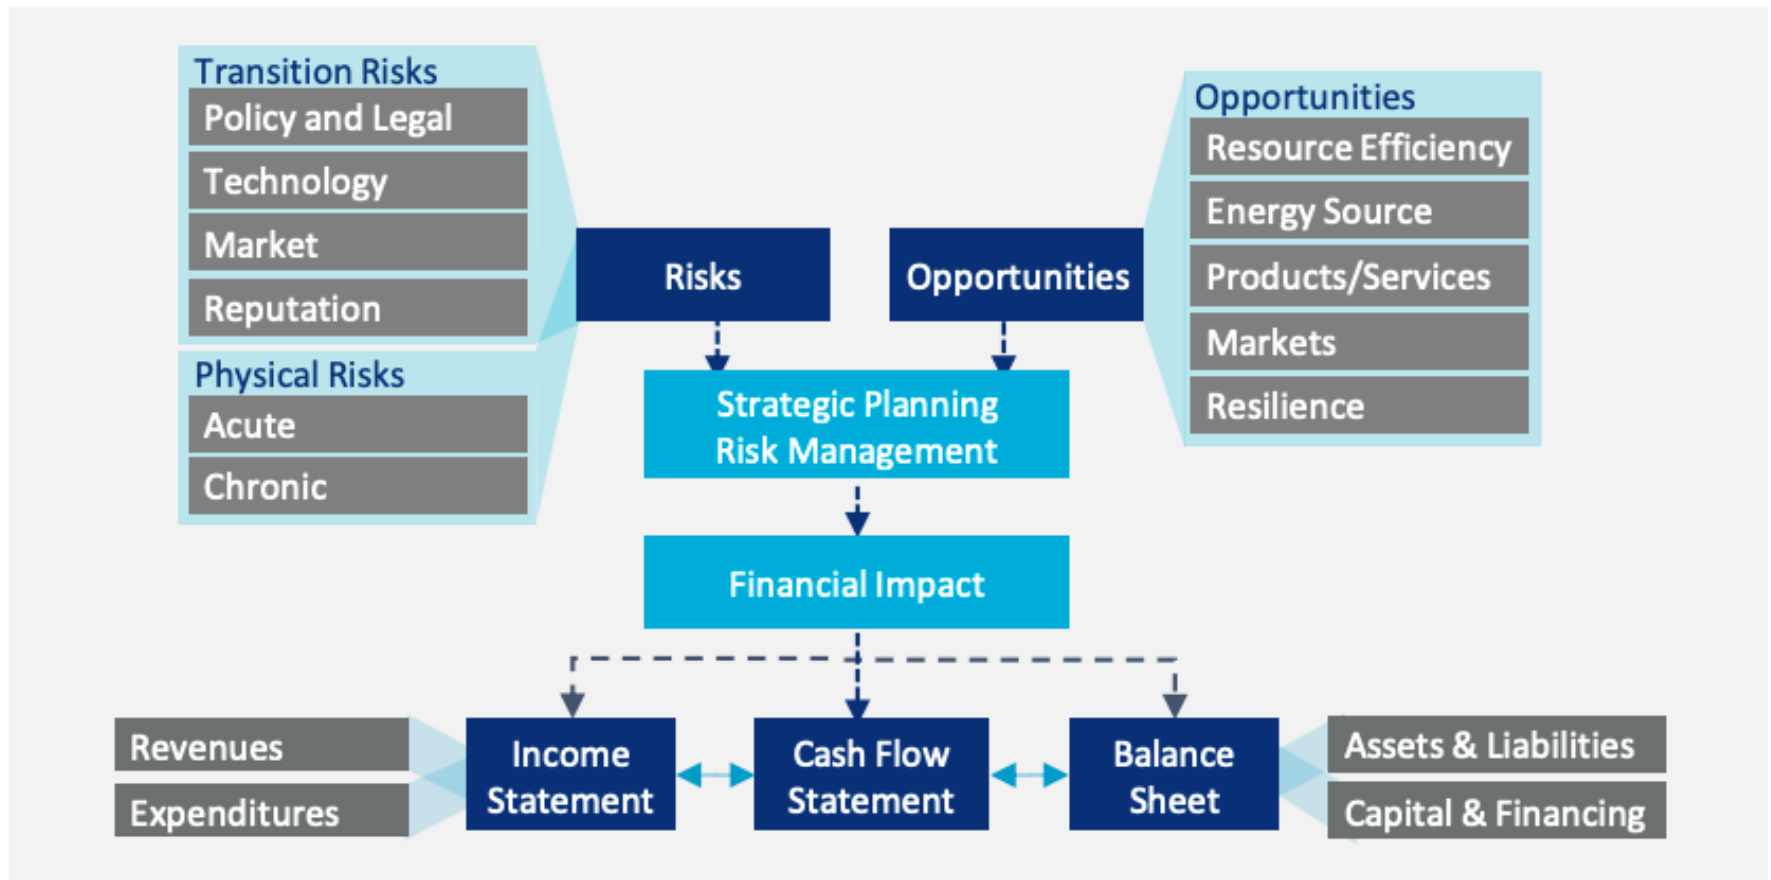 Transition Risks
Policy and Legal
Technology
Market
Reputation
Physical Risks
Acute
Chronic
Risks
Opportunities
Opportunities
Resource Efficiency
Energy Source
Products/Services
Markets
Resilience
Strategic Planning
Risk Management
Financial Impact
Revenues
Expenditures
Income
Statement
Cash Flow
Statement
Balance
Sheet
Assets & Liabilities
Capital & Financing